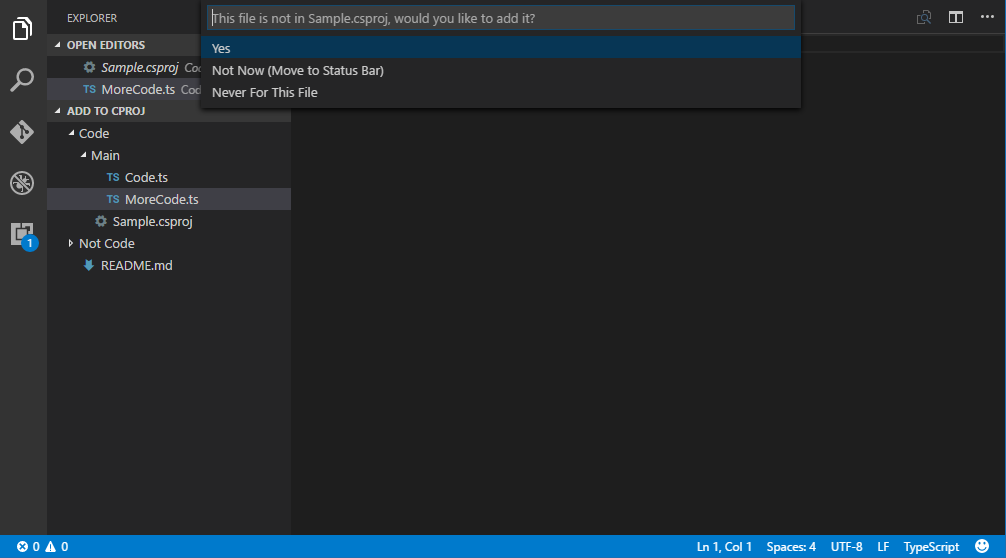 EXPLORER
This file is not in Sample.csproj, would you like to add it?
Yes
Not Now (Move to Status Bar)
Never For This File
OPEN EDITORS
Sample.csproj
TS MoreCode.ts Cod
ADD TO CPROJ
Code
Main
TS Code.ts
TS MoreCode.ts
Sample.csproj
Not Code
README.md
1
0 0
Ln 1, Col 1 Spaces: 4 UTF-8 LF TypeScript